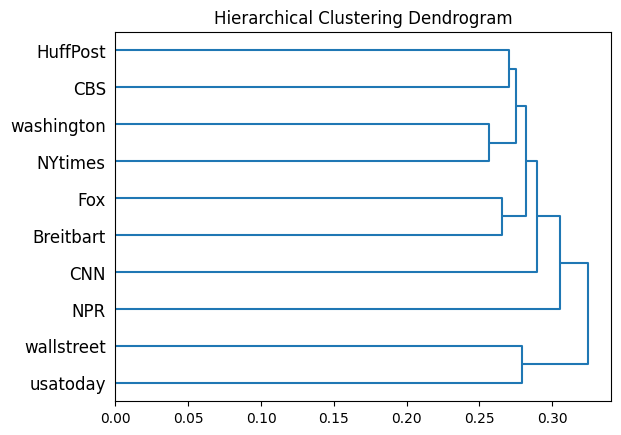 Hierarchical Clustering Dendrogram
HuffPost
CBS
washington
NYtimes
Fox
Breitbart
CNN
NPR
wallstreet
usatoday
0.00 0.05 0.10 0.15 0.20 0.25 0.30